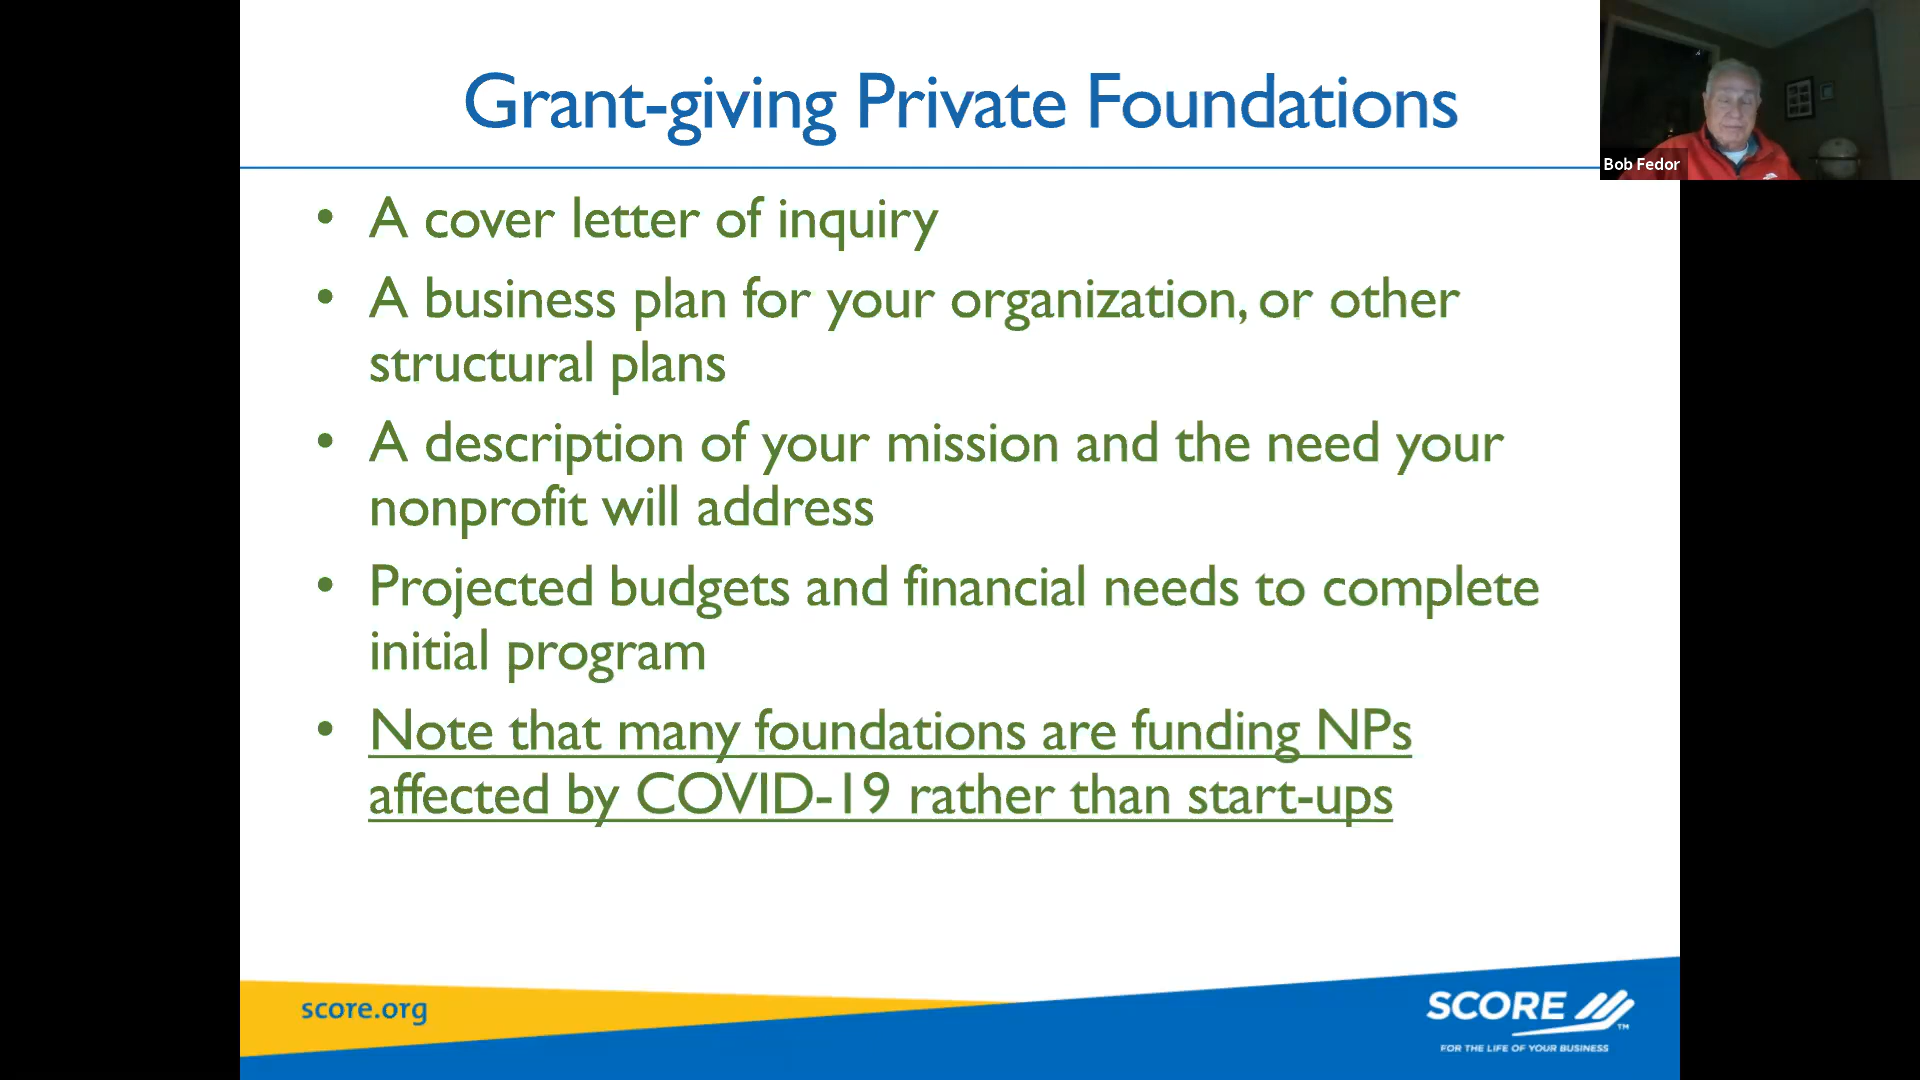 Grant-giving Private Foundations
Bob Fedor
• A cover letter of inquiry
• A business plan for your organization, or other
structural plans
• A description of your mission and the need your
nonprofit will address
• Projected budgets and financial needs to complete
initial program
• Note that many foundations are funding NPs
affected by COVID-19 rather than start-ups
score.org
SCORE
TM
FOR THE LIFE OF YOUR BUSINESS